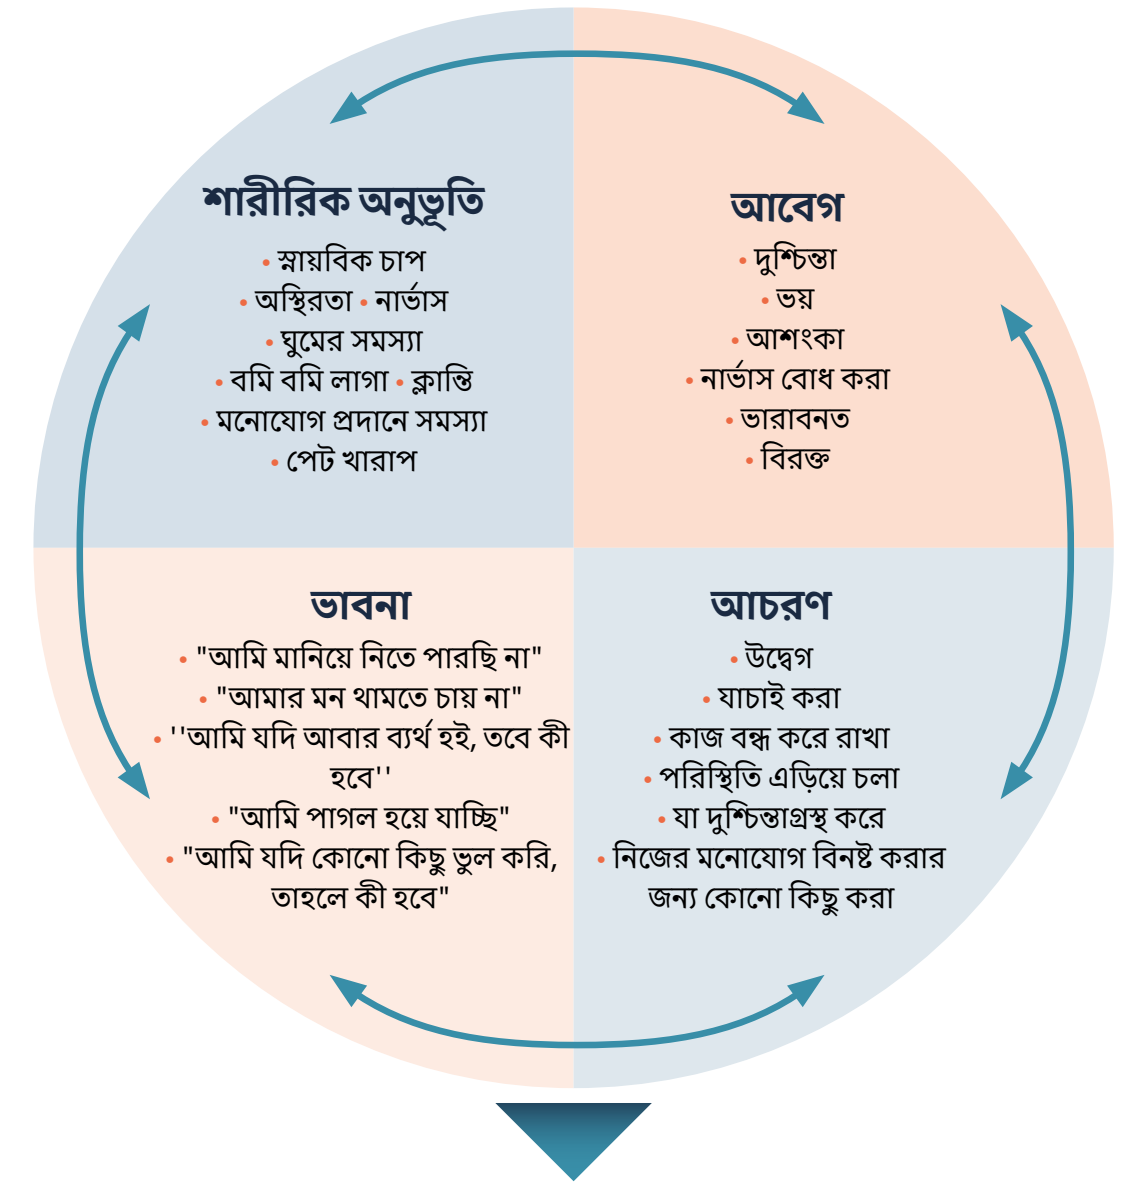 শারীরিক অনুভূতি
• স্নায়বিক চাপ
• অস্থিরতা • নার্ভাস
• ঘুমের সমস্যা
• বমি বমি লাগা • ক্লান্তি
• মনোযোগ প্রদানে সমস্যা
• পেট খারাপ
আবেগ
• দুশ্চিন্তা
• ভয়
• আশংকা
• নার্ভাস বোধ করা
• ভারাবনত
• বিরক্ত
ভাবনা
• "আমি মানিয়ে নিতে পারছি না"
• "আমার মন থামতে চায় না"
• ''আমি যদি আবার ব্যর্থ হই, তবে কী
হবে''
• "আমি পাগল হয়ে যাচ্ছি"
• "আমি যদি কোনো কিছু ভুল করি,
তাহলে কী হবে"
আচরণ
• উদ্বেগ
• যাচাই করা
• কাজ বন্ধ করে রাখা
• পরিস্থিতি এড়িয়ে চলা
• যা দুশ্চিন্তাগ্রস্থ করে
• নিজের মনোযোগ বিনষ্ট করার
জন্য কোনো কিছু করা